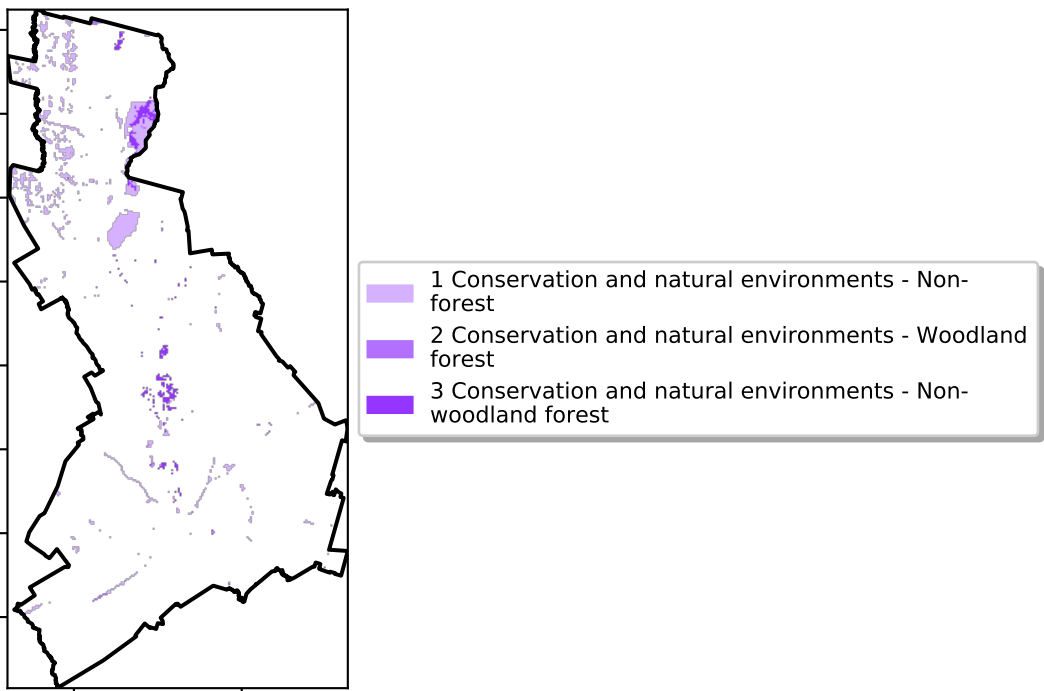 1 Conservation and natural environments - Non-
forest
2 Conservation and natural environments - Woodland
forest
3 Conservation and natural environments - Non-
woodland forest